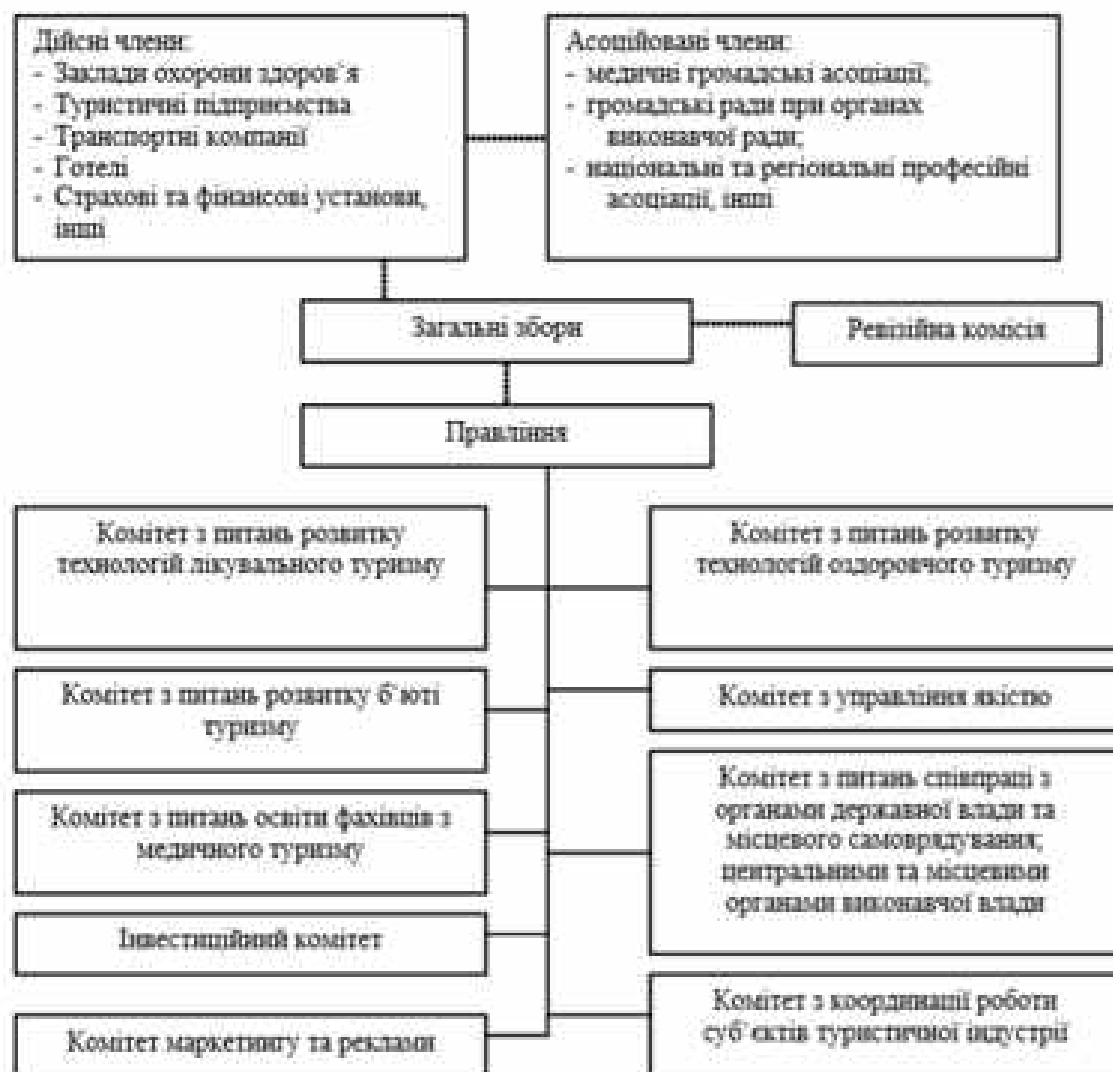 Дійсні члени:
- Заклади охорони здоров`я
- Туристичні підприємства
- Транспортні компанії
- Готелі
- Страхові та фінансові установи,
інші
Асоційовані члени:
- медичні громадські асоціації;
- громадські ради при органах
виконавчої ради;
- національні та регіональні професійні
асоціації, інші
Загальні збори
Ревізійна комісія
Правління
Комітет з питань розвитку
технологій лікувального туризму
Комітет з питань розвитку
технологій оздоровчого туризму
Комітет з питань розвитку б`юті
туризму
Комітет з управління якістю
Комітет з питань освіти фахівців з
медичного туризму
Комітет з питань співпраці з
органами державної влади та
місцевого самоврядування;
центральними та місцевими
органами виконавчої влади
Інвестиційний комітет
Комітет маркетингу та реклами
Комітет з координації роботи
суб`єктів туристичної індустрії